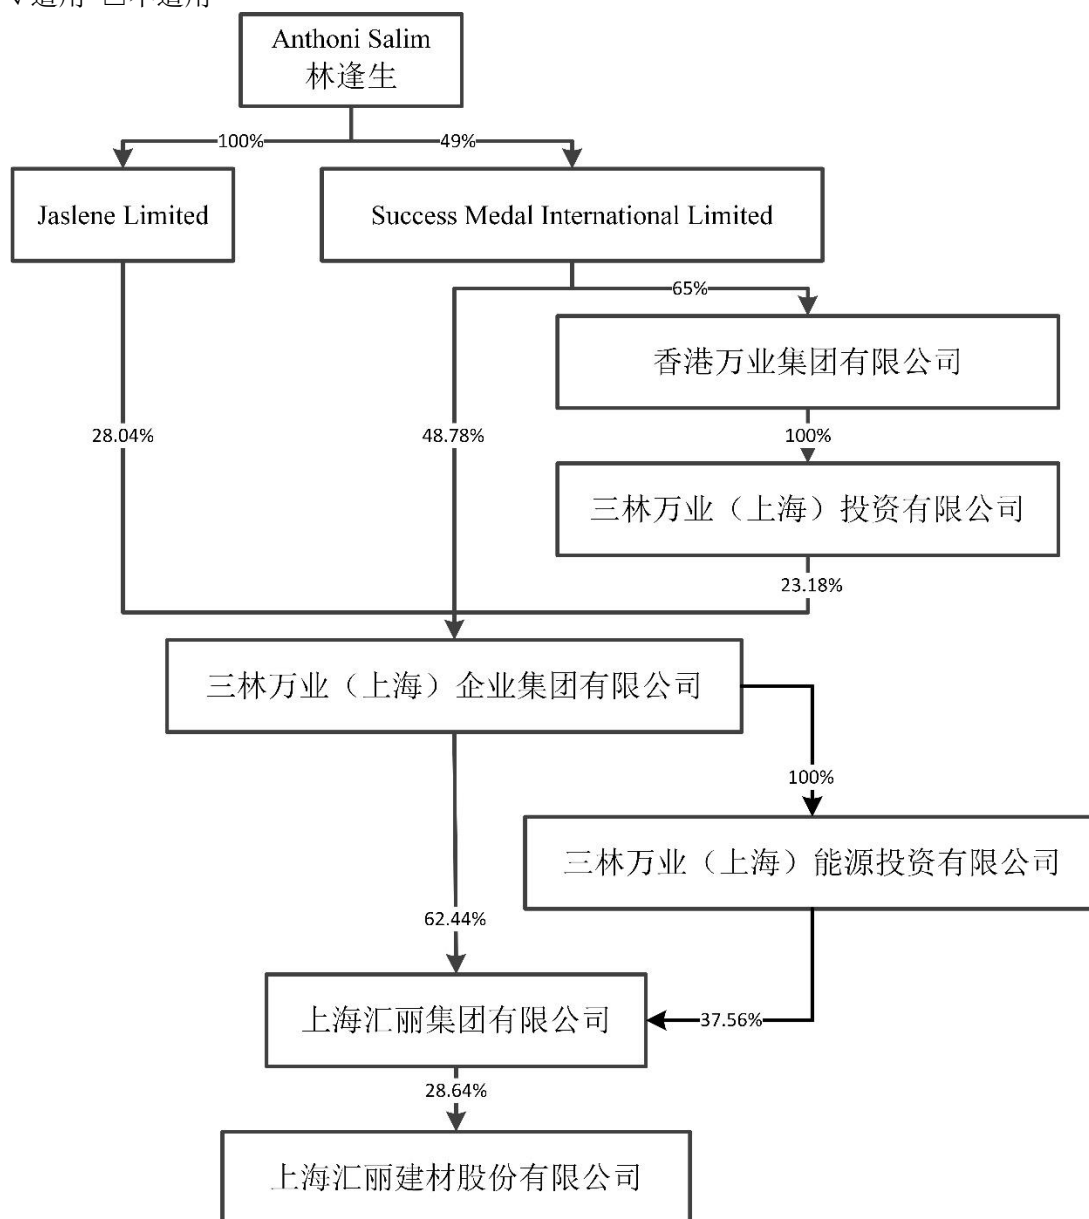 Anthoni Salim
林逢生
100%
49%
Jaslene Limited
Success Medal International Limited
65%
香港万业集团有限公司
28.04%
48.78%
100%
三林万业（上海）投资有限公司
23.18%
三林万业（上海）企业集团有限公司
100%
三林万业（上海）能源投资有限公司
62.44%
上海汇丽集团有限公司
37.56%
28.64%
上海汇丽建材股份有限公司